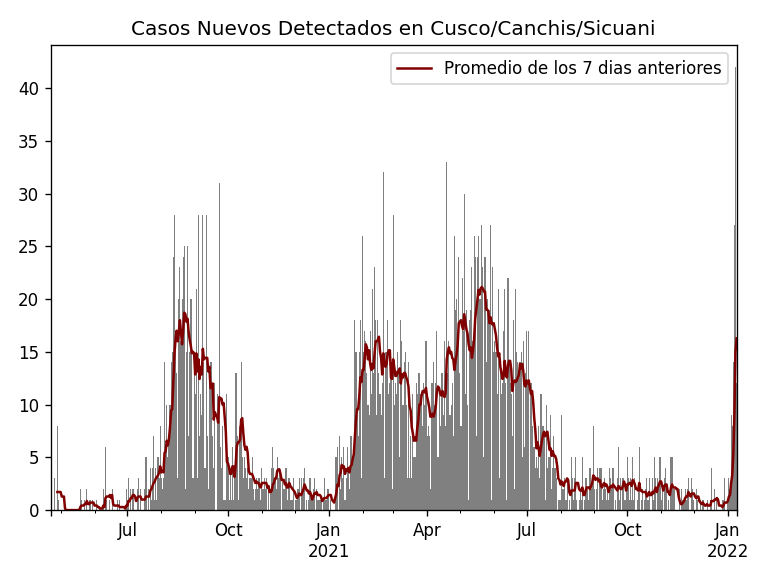 Casos Nuevos Detectados en Cusco/Canchis/Sicuani
Promedio de los 7 dias anteriores
40
35
30
25
20
15
10
5
0
Jul
Oct
Jan
2021
Apr
Jul
Oct
Jan
2022